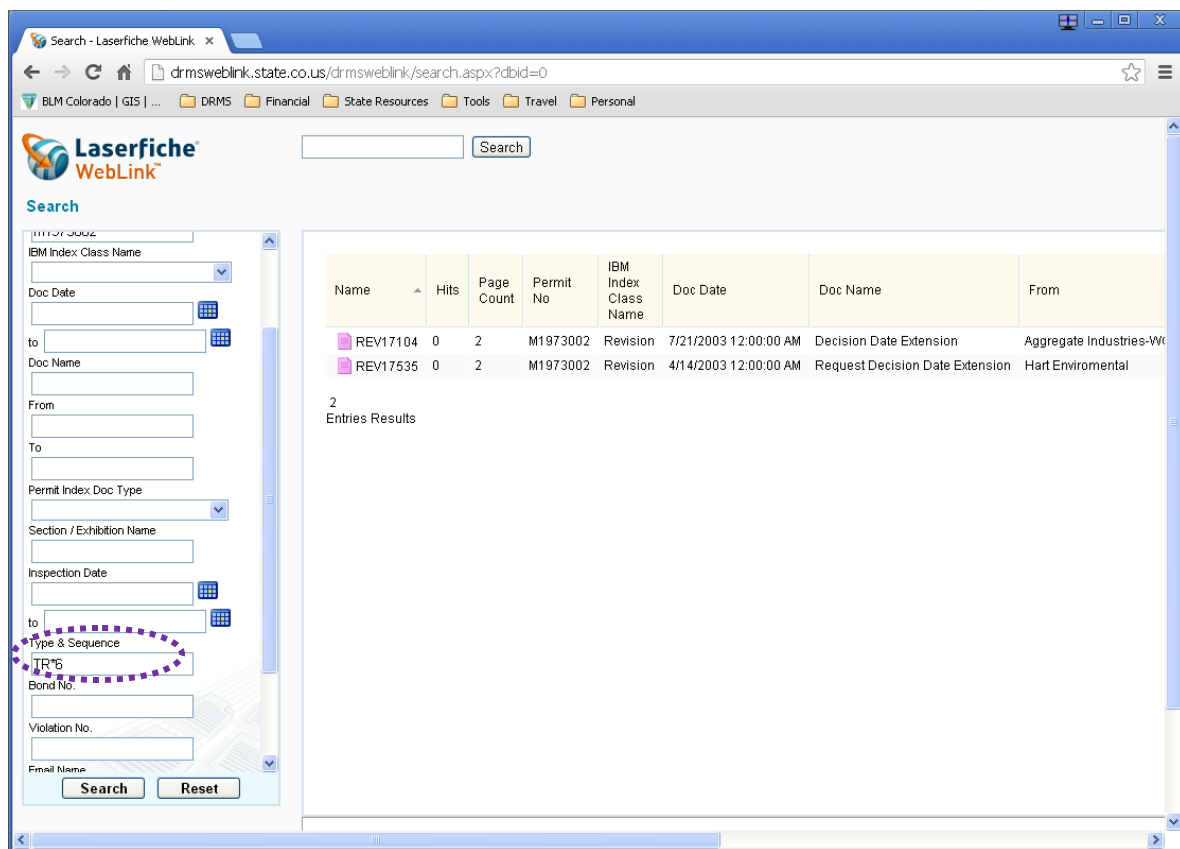 Search - Laserfiche WebLink ×
drmsweblink.state.co.us/drmsweblink/search.aspx?dbid=0
BLM Colorado | GIS | ... DRMS Financial State Resources Tools Travel Personal
Laserfiche®
WebLink™
Search
Search
m1973002
IBM Index Class Name
Doc Date
to
Doc Name
From
To
Permit Index Doc Type
Section / Exhibition Name
Inspection Date
to
Type & Sequence
TR*6
Bond No.
Violation No.
Email Name
Search Reset
Name Hits Page Count Permit No IBM Index Class Name Doc Date Doc Name From
REV17104 0 2 M1973002 Revision 7/21/2003 12:00:00 AM Decision Date Extension Aggregate Industries-W
REV17535 0 2 M1973002 Revision 4/14/2003 12:00:00 AM Request Decision Date Extension Hart Enviromental
2
Entries Results